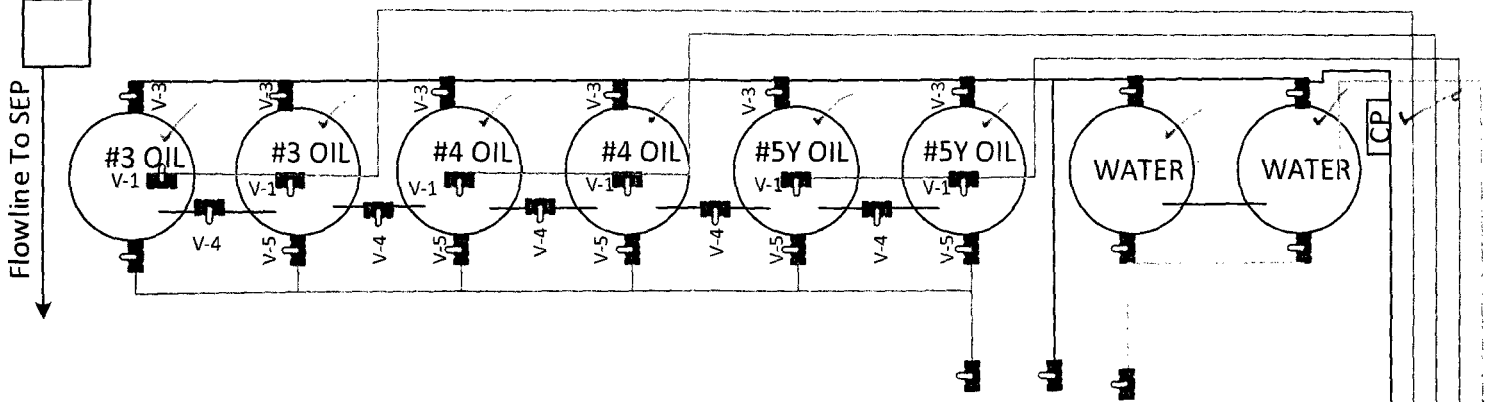 Flowline To SEP
V-3
V-3
V-3
V-3
V-3
V-3
#3 OIL
#3 OIL
#4 OIL
#4 OIL
#5Y OIL
#5Y OIL
WATER
WATER
CP
V-1
V-1
V-1
V-1
V-1
V-1
V-4
V-5
V-4
V-5
V-4
V-5
V-4
V-5
V-4
V-5